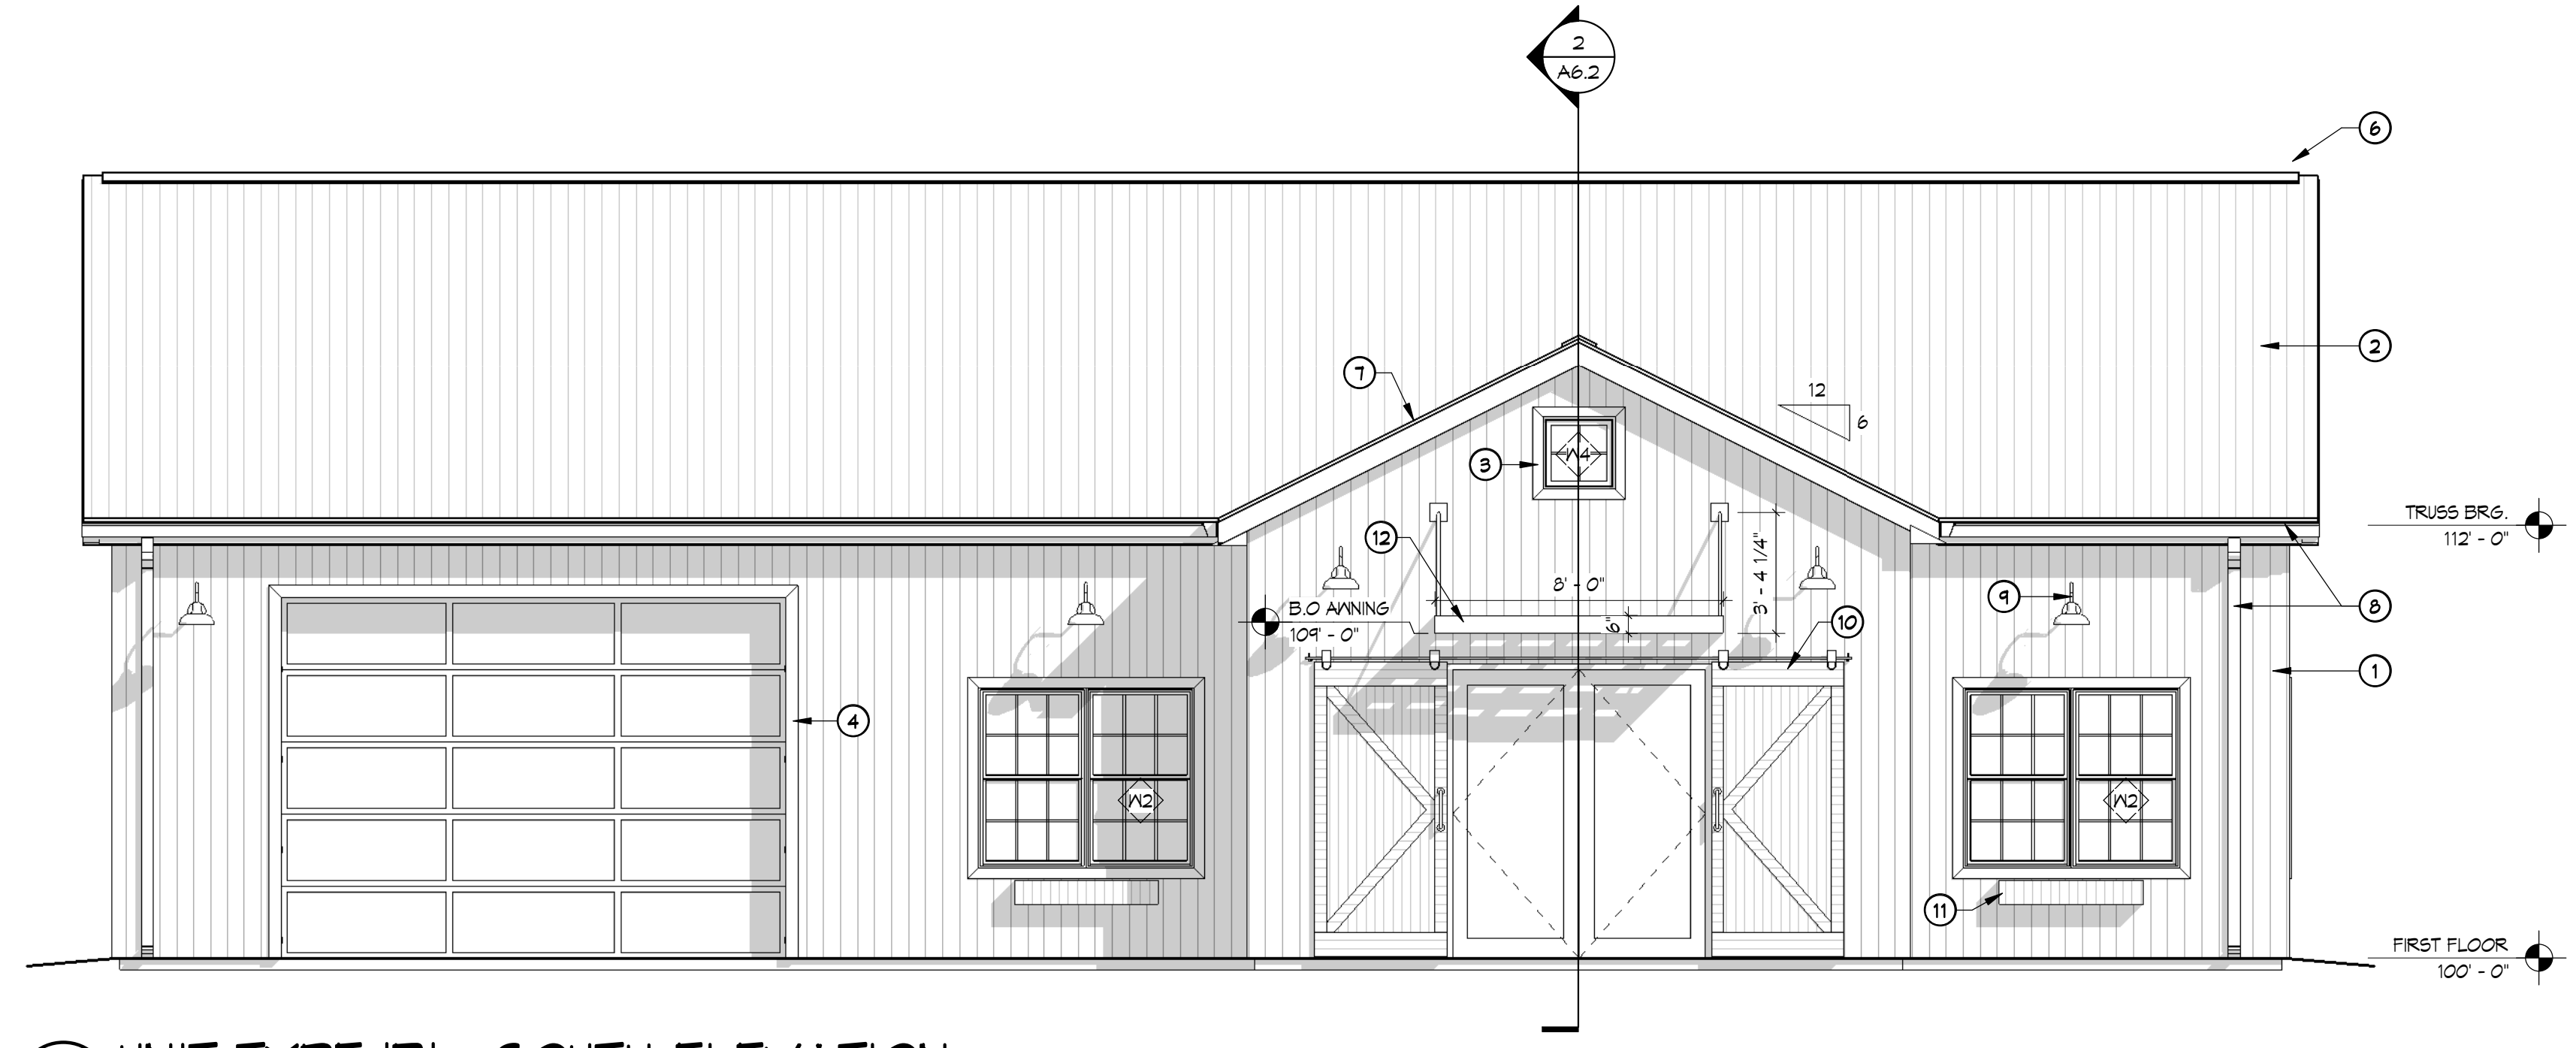 2
A6.2
6
2
7
12
6
W4
3
TRUSS BRG.
112' - 0"
12
3' - 4 1/4"
8' - 0"
B.O AWNING
109' - 0"
6"
9
8
10
1
4
W2
W2
11
FIRST FLOOR
100' - 0"